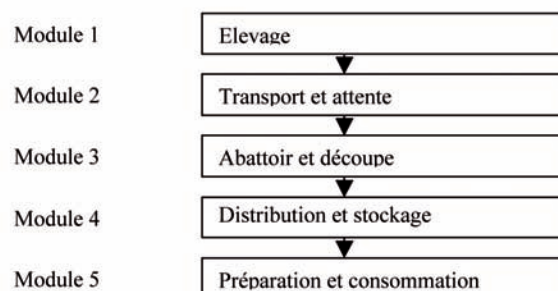 Module 1 Elevage
Module 2 Transport et attente
Module 3 Abattoir et découpe
Module 4 Distribution et stockage
Module 5 Préparation et consommation